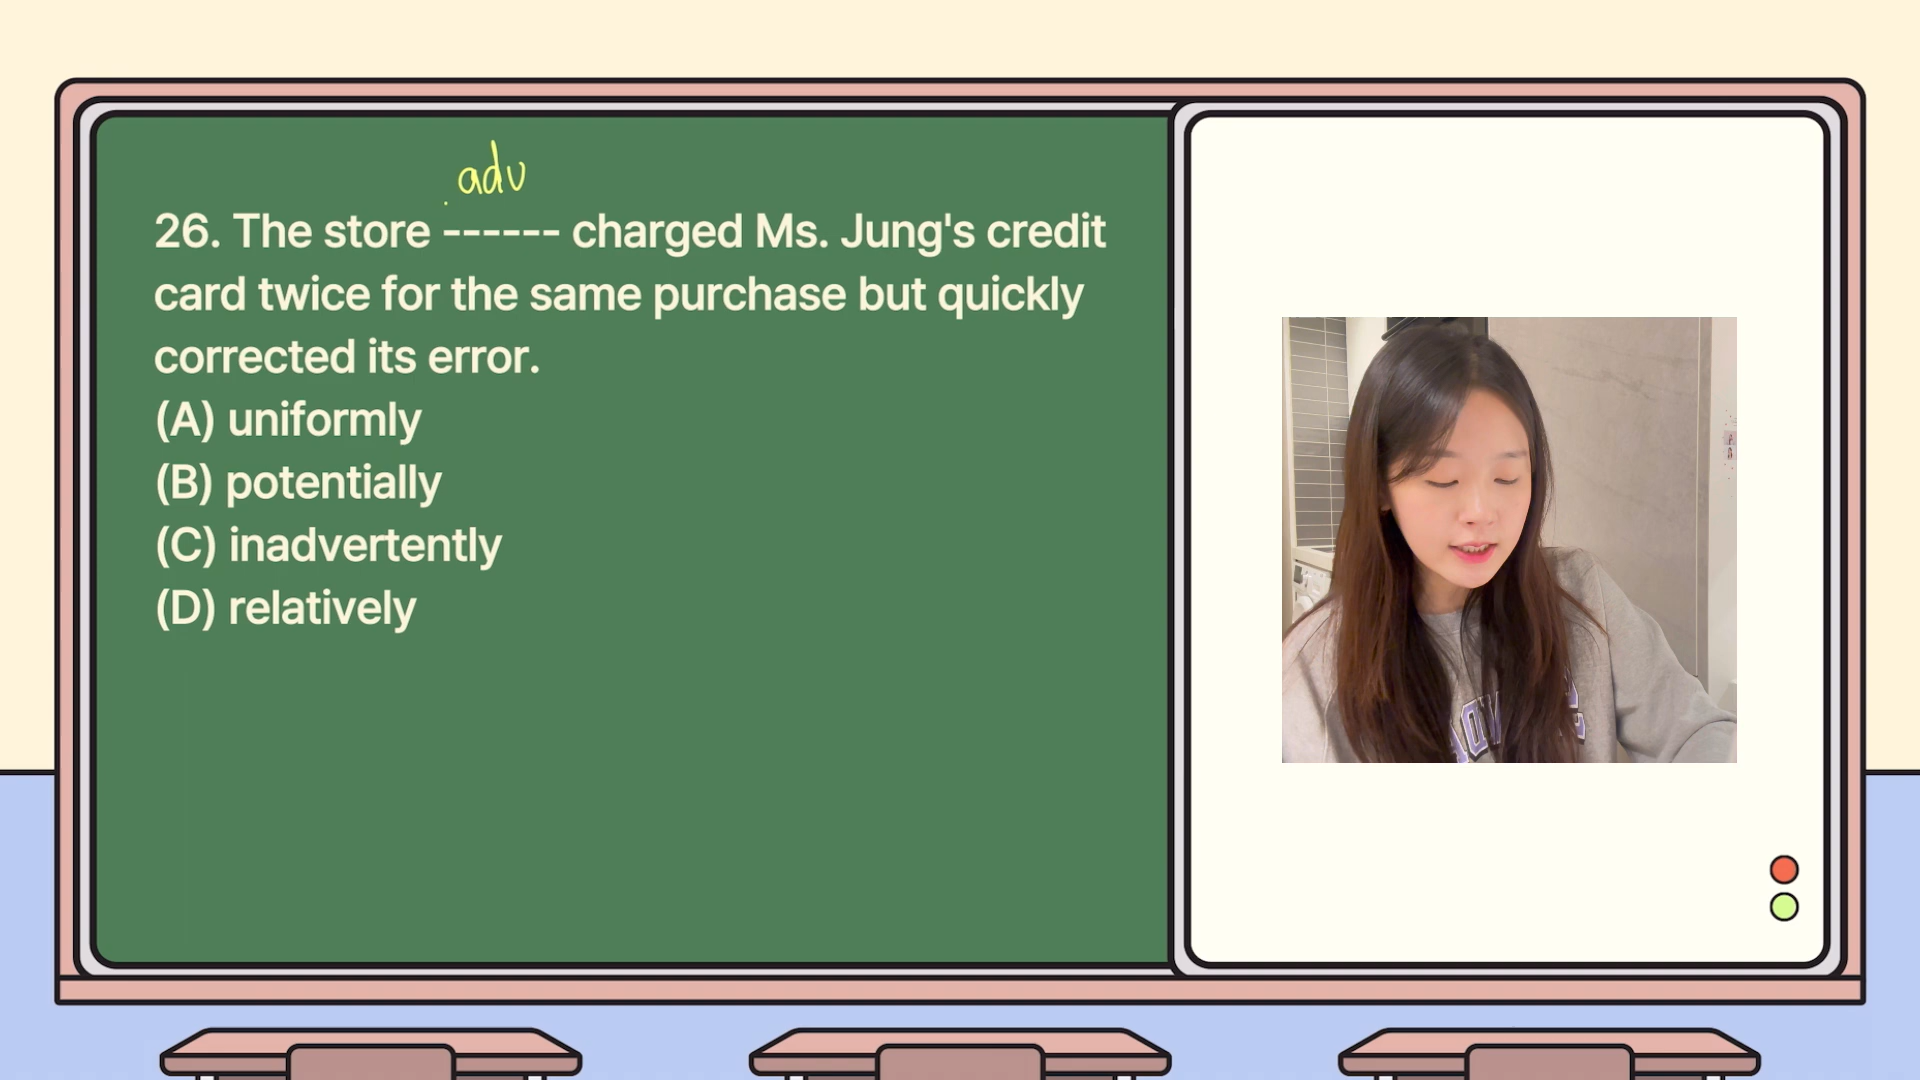 adv
26. The store ------ charged Ms. Jung's credit
card twice for the same purchase but quickly
corrected its error.
(A) uniformly
(B) potentially
(C) inadvertently
(D) relatively